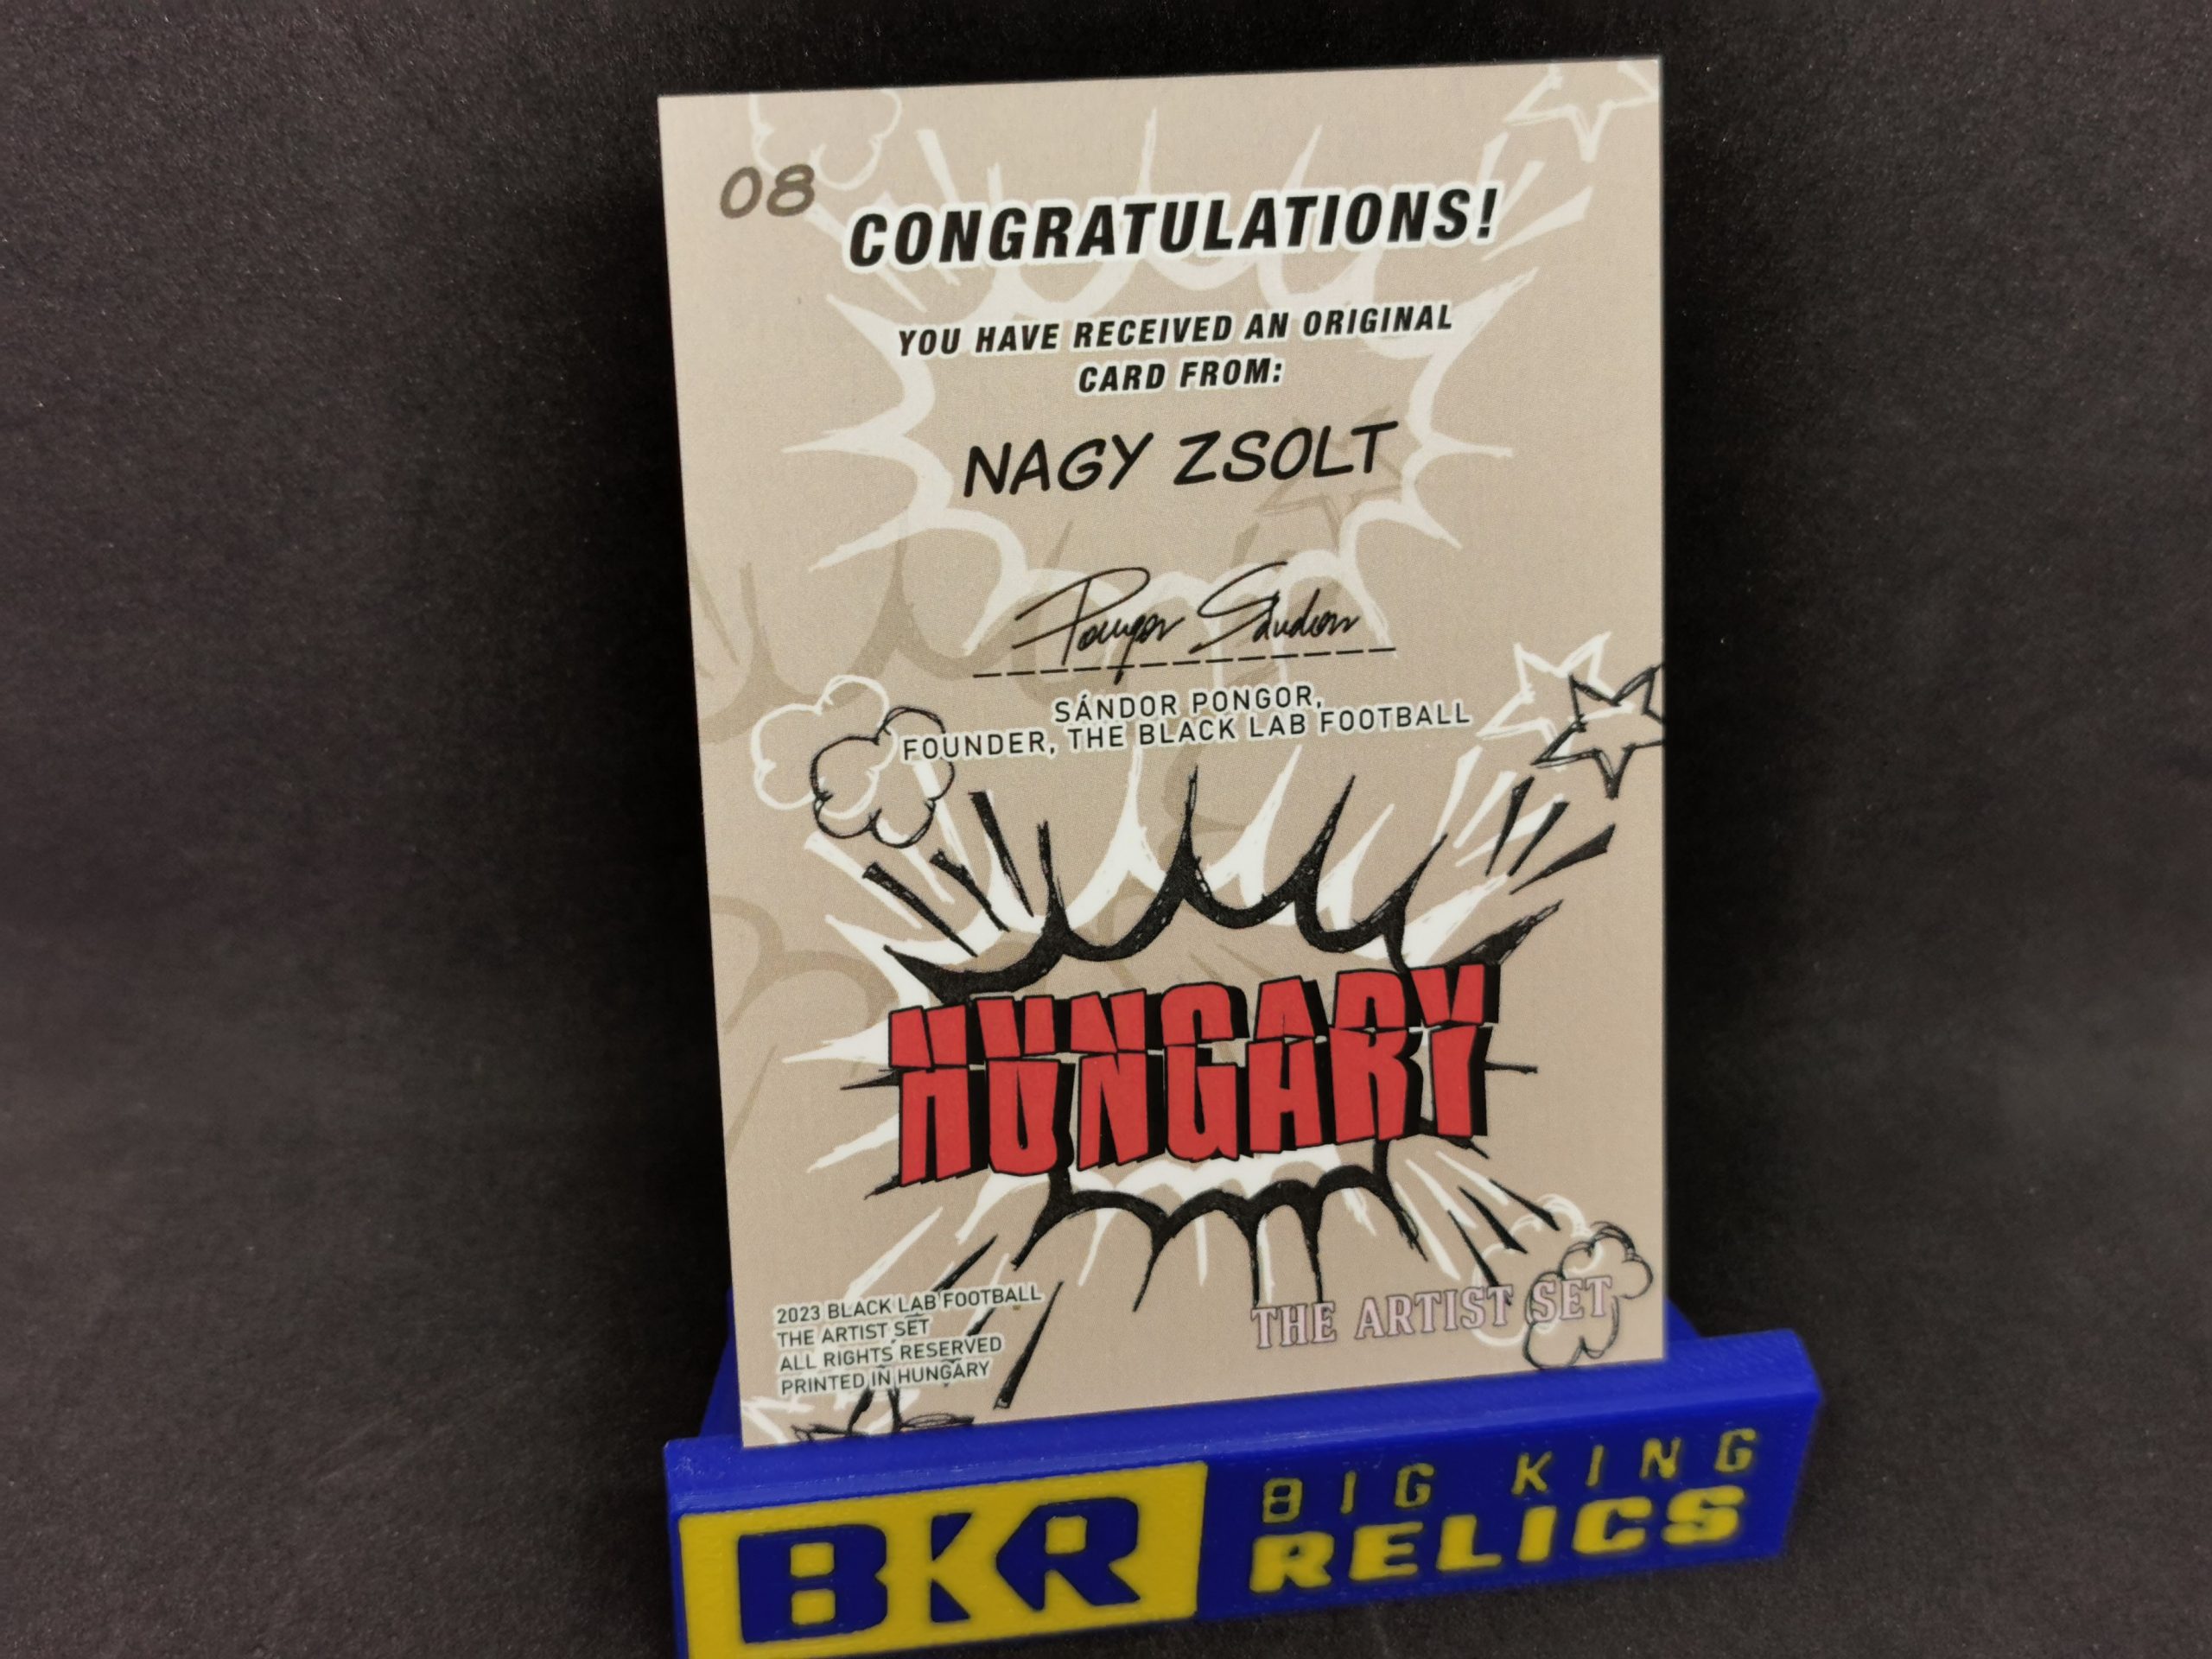 08
CONGRATULATIONS!
YOU HAVE RECEIVED AN ORIGINAL
CARD FROM:
NAGY ZSOLT
Pongor Sándor
SÁNDOR PONGOR,
FOUNDER, THE BLACK LAB FOOTBALL
HUNGARY
2023 BLACK LAB FOOTBALL
THE ARTIST SET
ALL RIGHTS RESERVED
PRINTED IN HUNGARY
THE ARTIST SET
BKR
BIG KING
RELICS